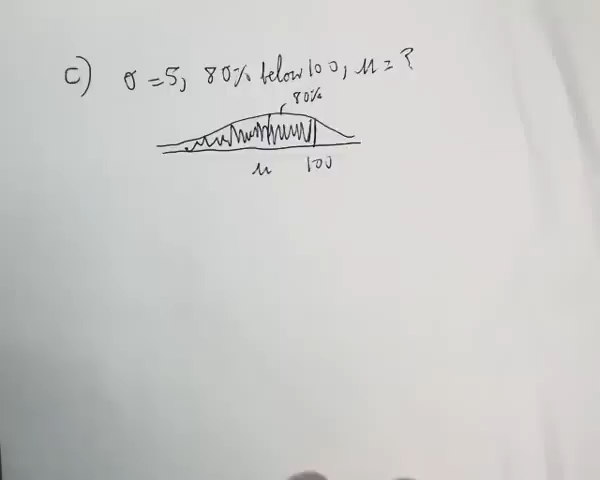 c) σ = 5, 80% below 100, μ = ?
80%
μ 100